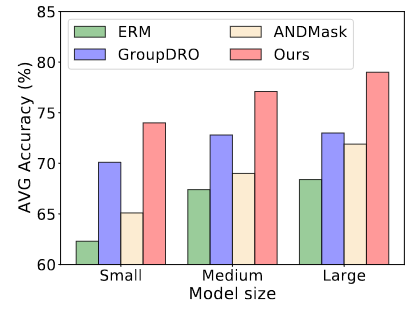 85
80
75
70
65
60
AVG Accuracy (%)
ERM
GroupDRO
ANDMask
Ours
Small
Medium
Large
Model size